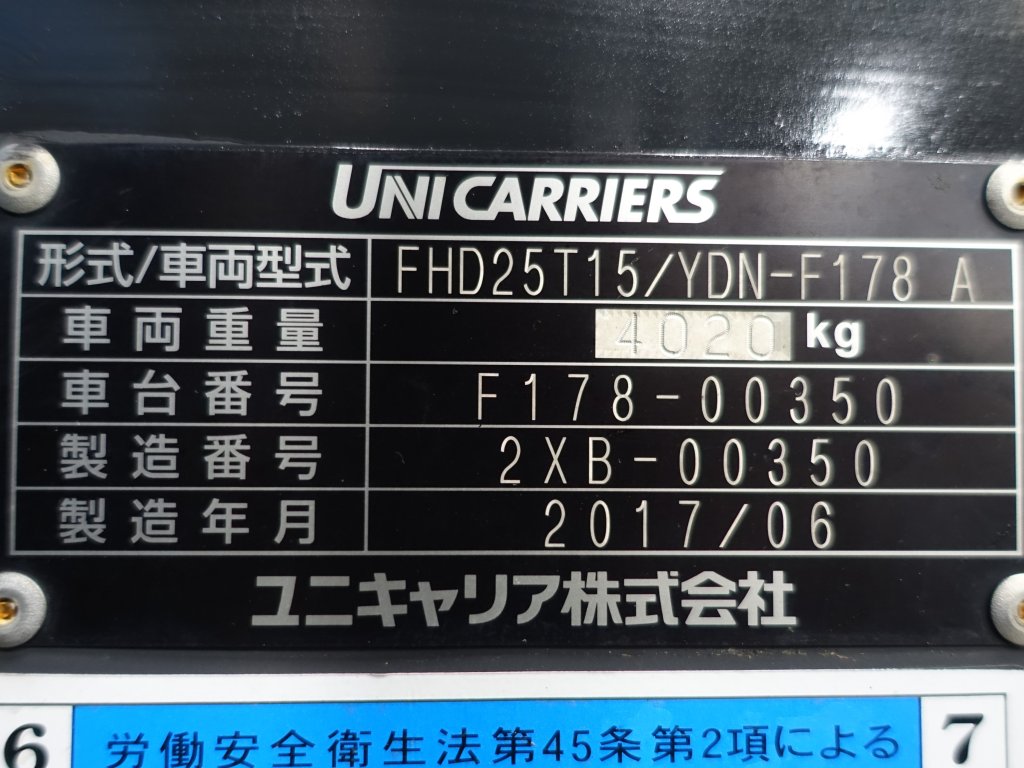 UNICARRIERS
形式/車両型式 FHD25T15/YDN-F178 A
車両重量 4020 kg
車台番号 F178-00350
製造番号 2XB-00350
製造年月 2017/06
ユニキャリア株式会社
6 労働安全衛生法第45条第2項による 7